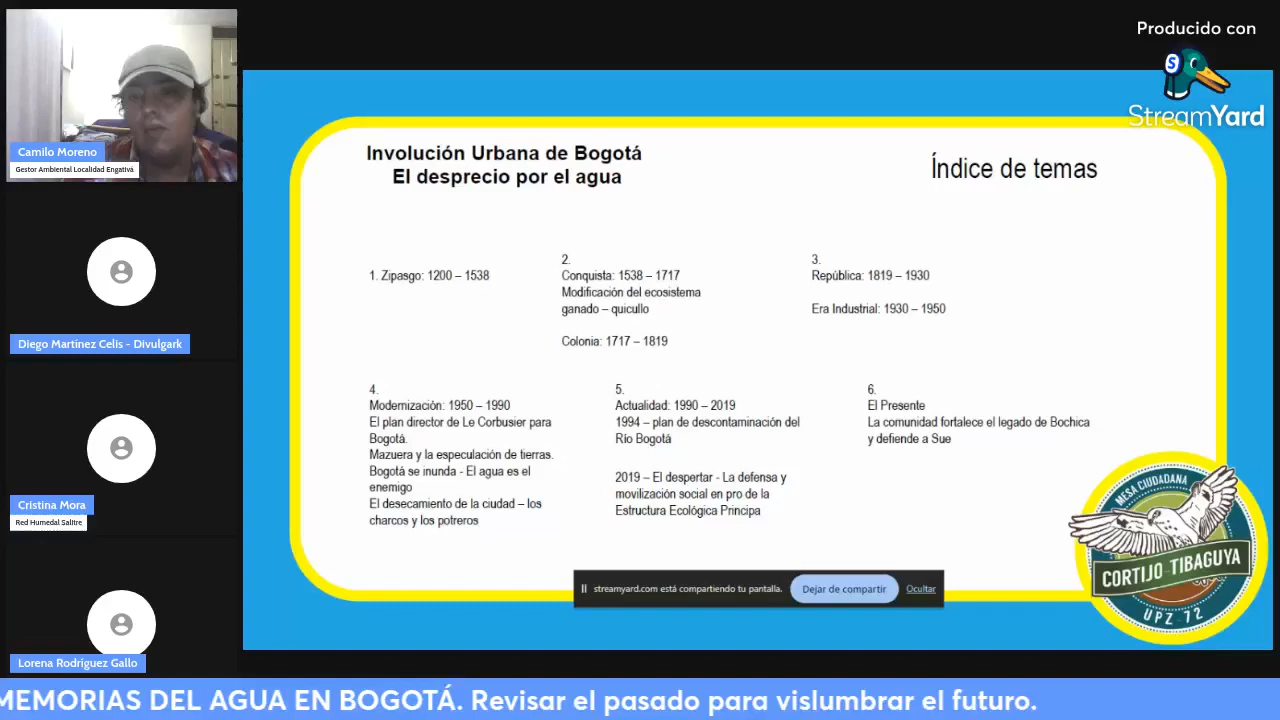 Producido con
StreamYard
Camilo Moreno
Gestor Ambiental Localidad Engativá
Diego Martínez Celis - Divulgark
Cristina Mora
Red Humedal Salitre
Lorena Rodríguez Gallo
Involución Urbana de Bogotá
El desprecio por el agua
Índice de temas
1. Zipasgo: 1200 – 1538
2.
Conquista: 1538 – 1717
Modificación del ecosistema
ganado – quicullo
Colonia: 1717 – 1819
3.
República: 1819 – 1930
Era Industrial: 1930 – 1950
4.
Modernización: 1950 – 1990
El plan director de Le Corbusier para
Bogotá.
Mazuera y la especulación de tierras.
Bogotá se inunda - El agua es el
enemigo
El desecamiento de la ciudad – los
charcos y los potreros
5.
Actualidad: 1990 – 2019
1994 – plan de descontaminación del
Río Bogotá
2019 – El despertar - La defensa y
movilización social en pro de la
Estructura Ecológica Principa
6.
El Presente
La comunidad fortalece el legado de Bochica
y defiende a Sue
MESA CIUDADANA
CORTIJO TIBAGUYA
UPZ 72
streamyard.com está compartiendo tu pantalla.
Dejar de compartir
Ocultar
MEMORIAS DEL AGUA EN BOGOTÁ. Revisar el pasado para vislumbrar el futuro.